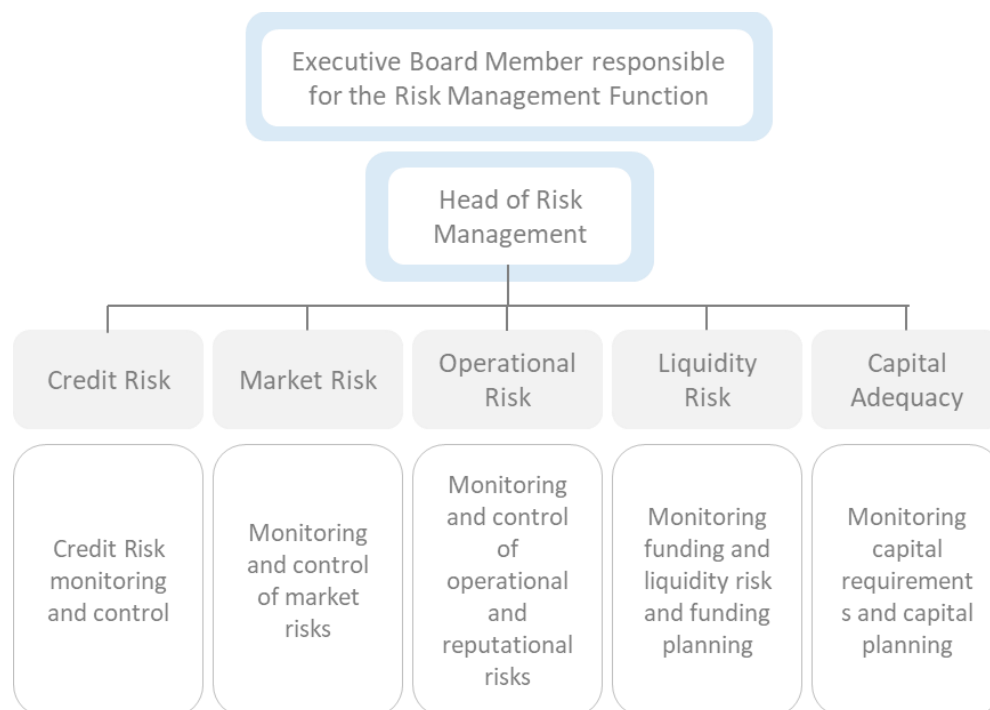 Executive Board Member responsible
for the Risk Management Function
Head of Risk
Management
Credit Risk
Market Risk
Operational
Risk
Liquidity
Risk
Capital
Adequacy
Credit Risk
monitoring
and control
Monitoring
and control
of market
risks
Monitoring
and control
of
operational
and
reputational
risks
Monitoring
funding and
liquidity risk
and funding
planning
Monitoring
capital
requirement
s and capital
planning